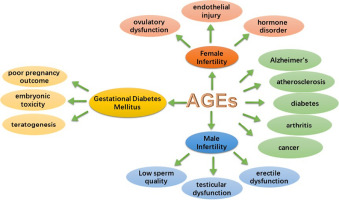 endothelial
injury
ovulatory
dysfunction
hormone
disorder
Female
Infertility
Alzheimer's
poor pregnancy
outcome
atherosclerosis
embryonic
toxicity
Gestational Diabetes
Mellitus
AGEs
diabetes
teratogenesis
arthritis
Male
Infertility
cancer
Low sperm
quality
testicular
dysfunction
erectile
dysfunction